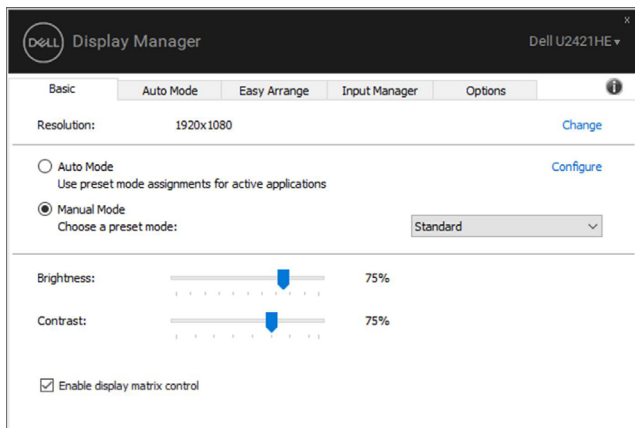 DELL Display Manager
x
Dell U2421HE
Basic Auto Mode Easy Arrange Input Manager Options
i
Resolution: 1920x1080 Change
Auto Mode Configure
Use preset mode assignments for active applications
Manual Mode
Choose a preset mode: Standard
Brightness: 75%
Contrast: 75%
Enable display matrix control